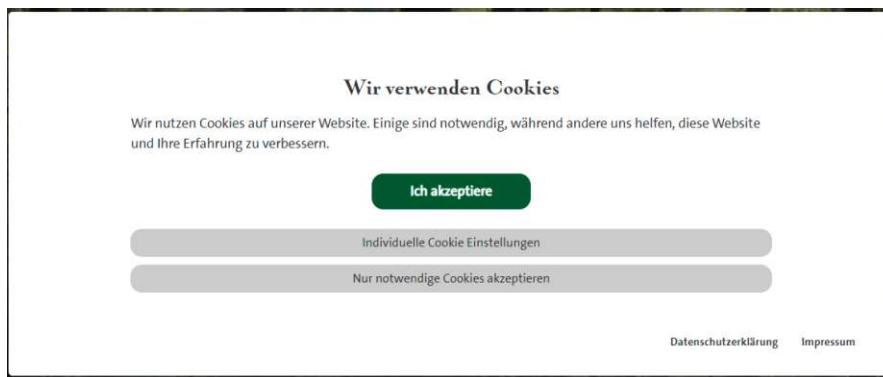 Wir verwenden Cookies
Wir nutzen Cookies auf unserer Website. Einige sind notwendig, während andere uns helfen, diese Website
und Ihre Erfahrung zu verbessern.
Ich akzeptiere
Individuelle Cookie Einstellungen
Nur notwendige Cookies akzeptieren
Datenschutzerklärung Impressum